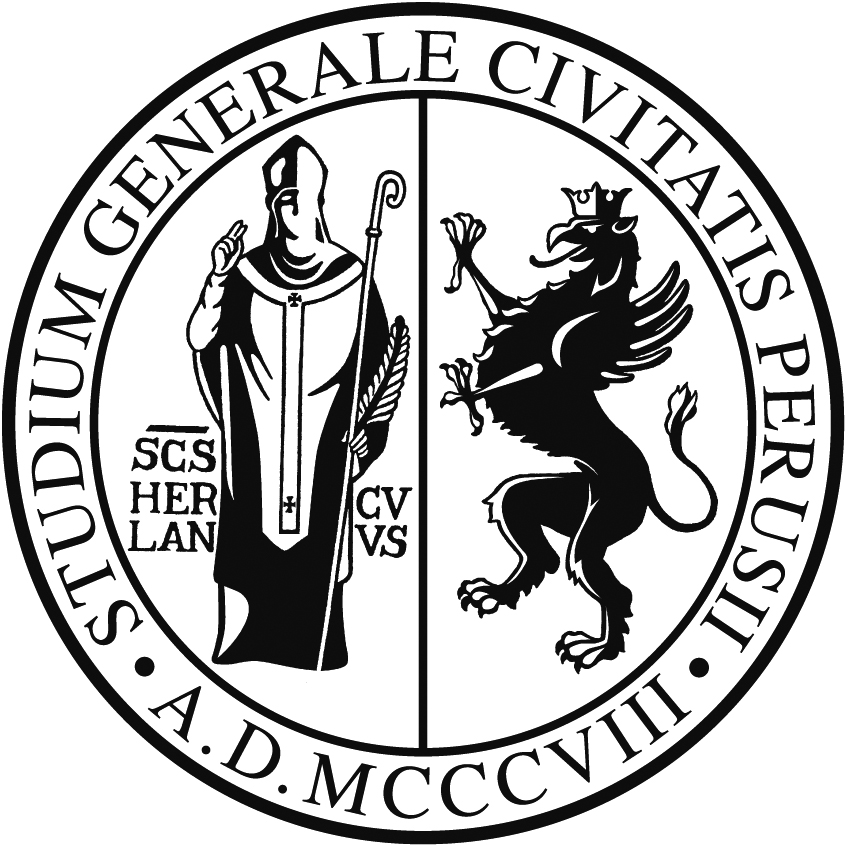 STUDIUM GENERALE CIVITATIS PERUSII
A.D. MCCCVIII
SCS
HER CV
LAN VS